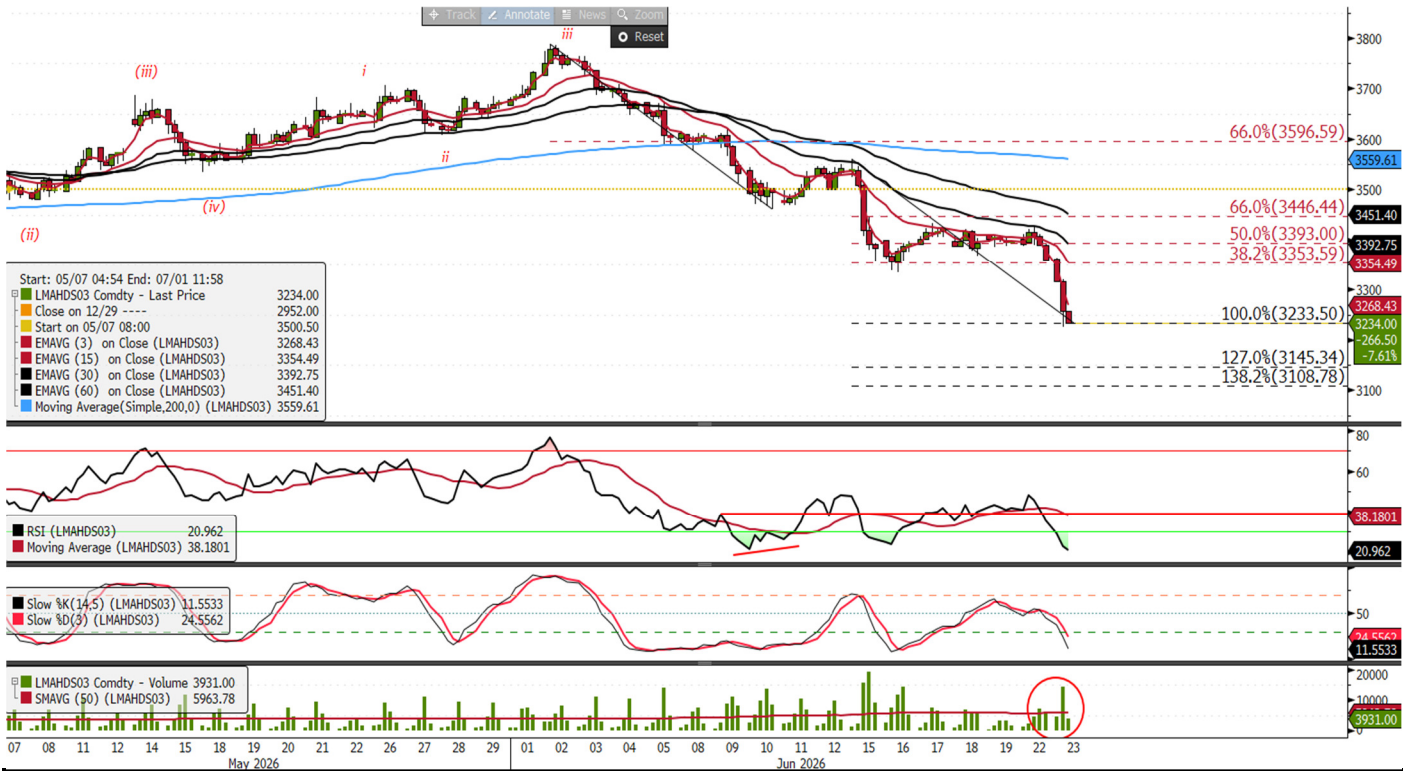 Track Annotate News Zoom
Reset
iii
(iii)
i
ii
(iv)
(ii)
3800
3700
3600
3500
3300
3100
66.0%(3596.59)
3559.61
66.0%(3446.44)
3451.40
50.0%(3393.00)
3392.75
38.2%(3353.59)
3354.49
3268.43
100.0%(3233.50)
3234.00
-266.50
-7.61%
127.0%(3145.34)
138.2%(3108.78)
Start: 05/07 04:54 End: 07/01 11:58
LMAHDS03 Comdty - Last Price 3234.00
Close on 12/29 ---- 2952.00
Start on 05/07 08:00 3500.50
EMAVG (3) on Close (LMAHDS03) 3268.43
EMAVG (15) on Close (LMAHDS03) 3354.49
EMAVG (30) on Close (LMAHDS03) 3392.75
EMAVG (60) on Close (LMAHDS03) 3451.40
Moving Average(Simple,200,0) (LMAHDS03) 3559.61
80
60
38.1801
20.962
RSI (LMAHDS03) 20.962
Moving Average (LMAHDS03) 38.1801
Slow %K(14,5) (LMAHDS03) 11.5533
Slow %D(3) (LMAHDS03) 24.5562
50
24.5562
11.5533
LMAHDS03 Comdty - Volume 3931.00
SMAVG (50) (LMAHDS03) 5963.78
20000
10000
3931.00
0
07 08 11 12 14 15 18 19 20 21 22 26 27 28 29 01 02 03 04 05 08 09 10 11 12 15 16 17 18 19 22 23
May 2026 Jun 2026